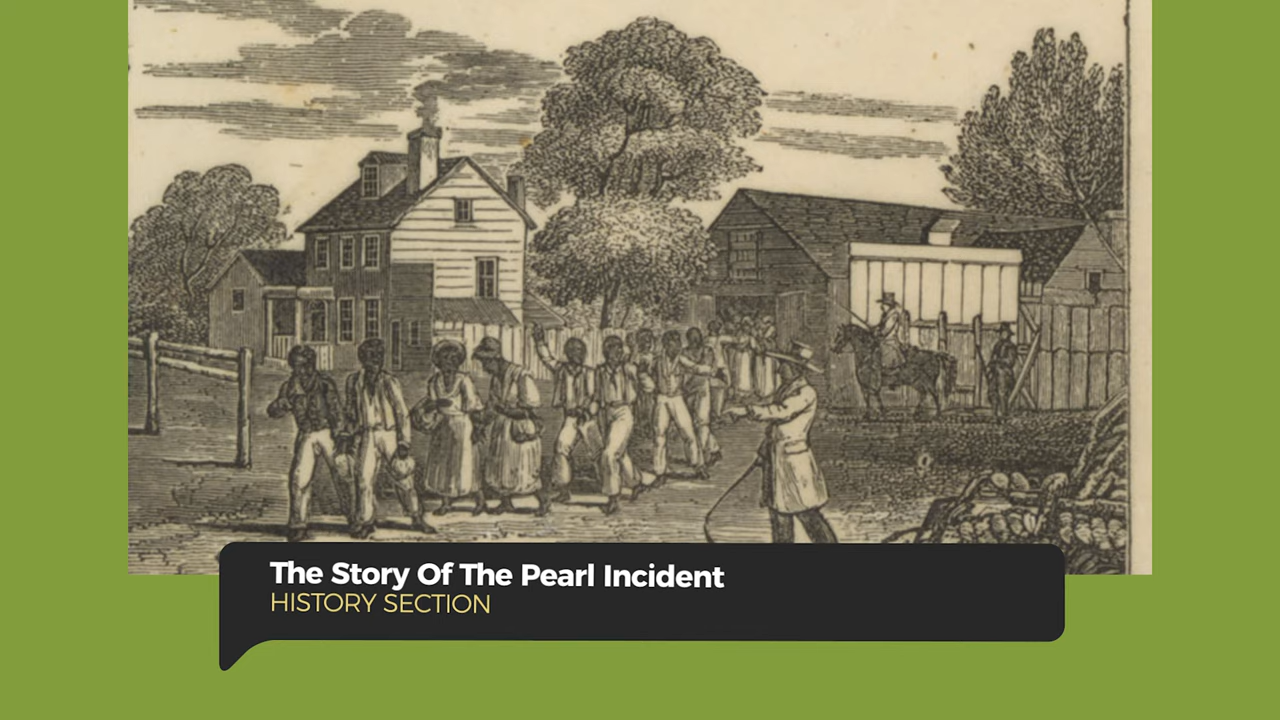 The Story Of The Pearl Incident
HISTORY SECTION